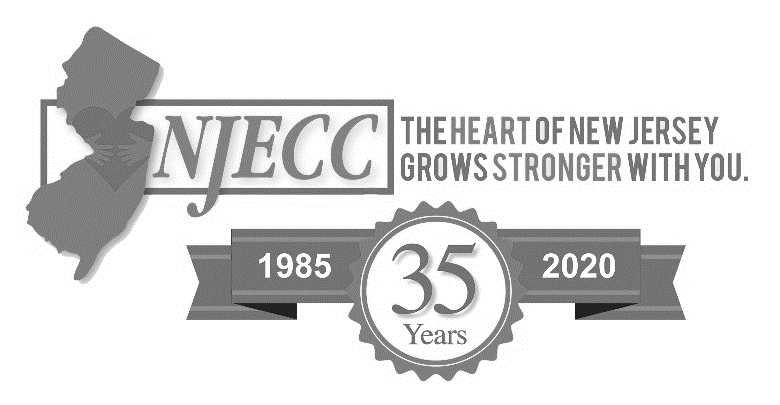 NJECC
THE HEART OF NEW JERSEY
GROWS STRONGER WITH YOU.
1985
35
Years
2020